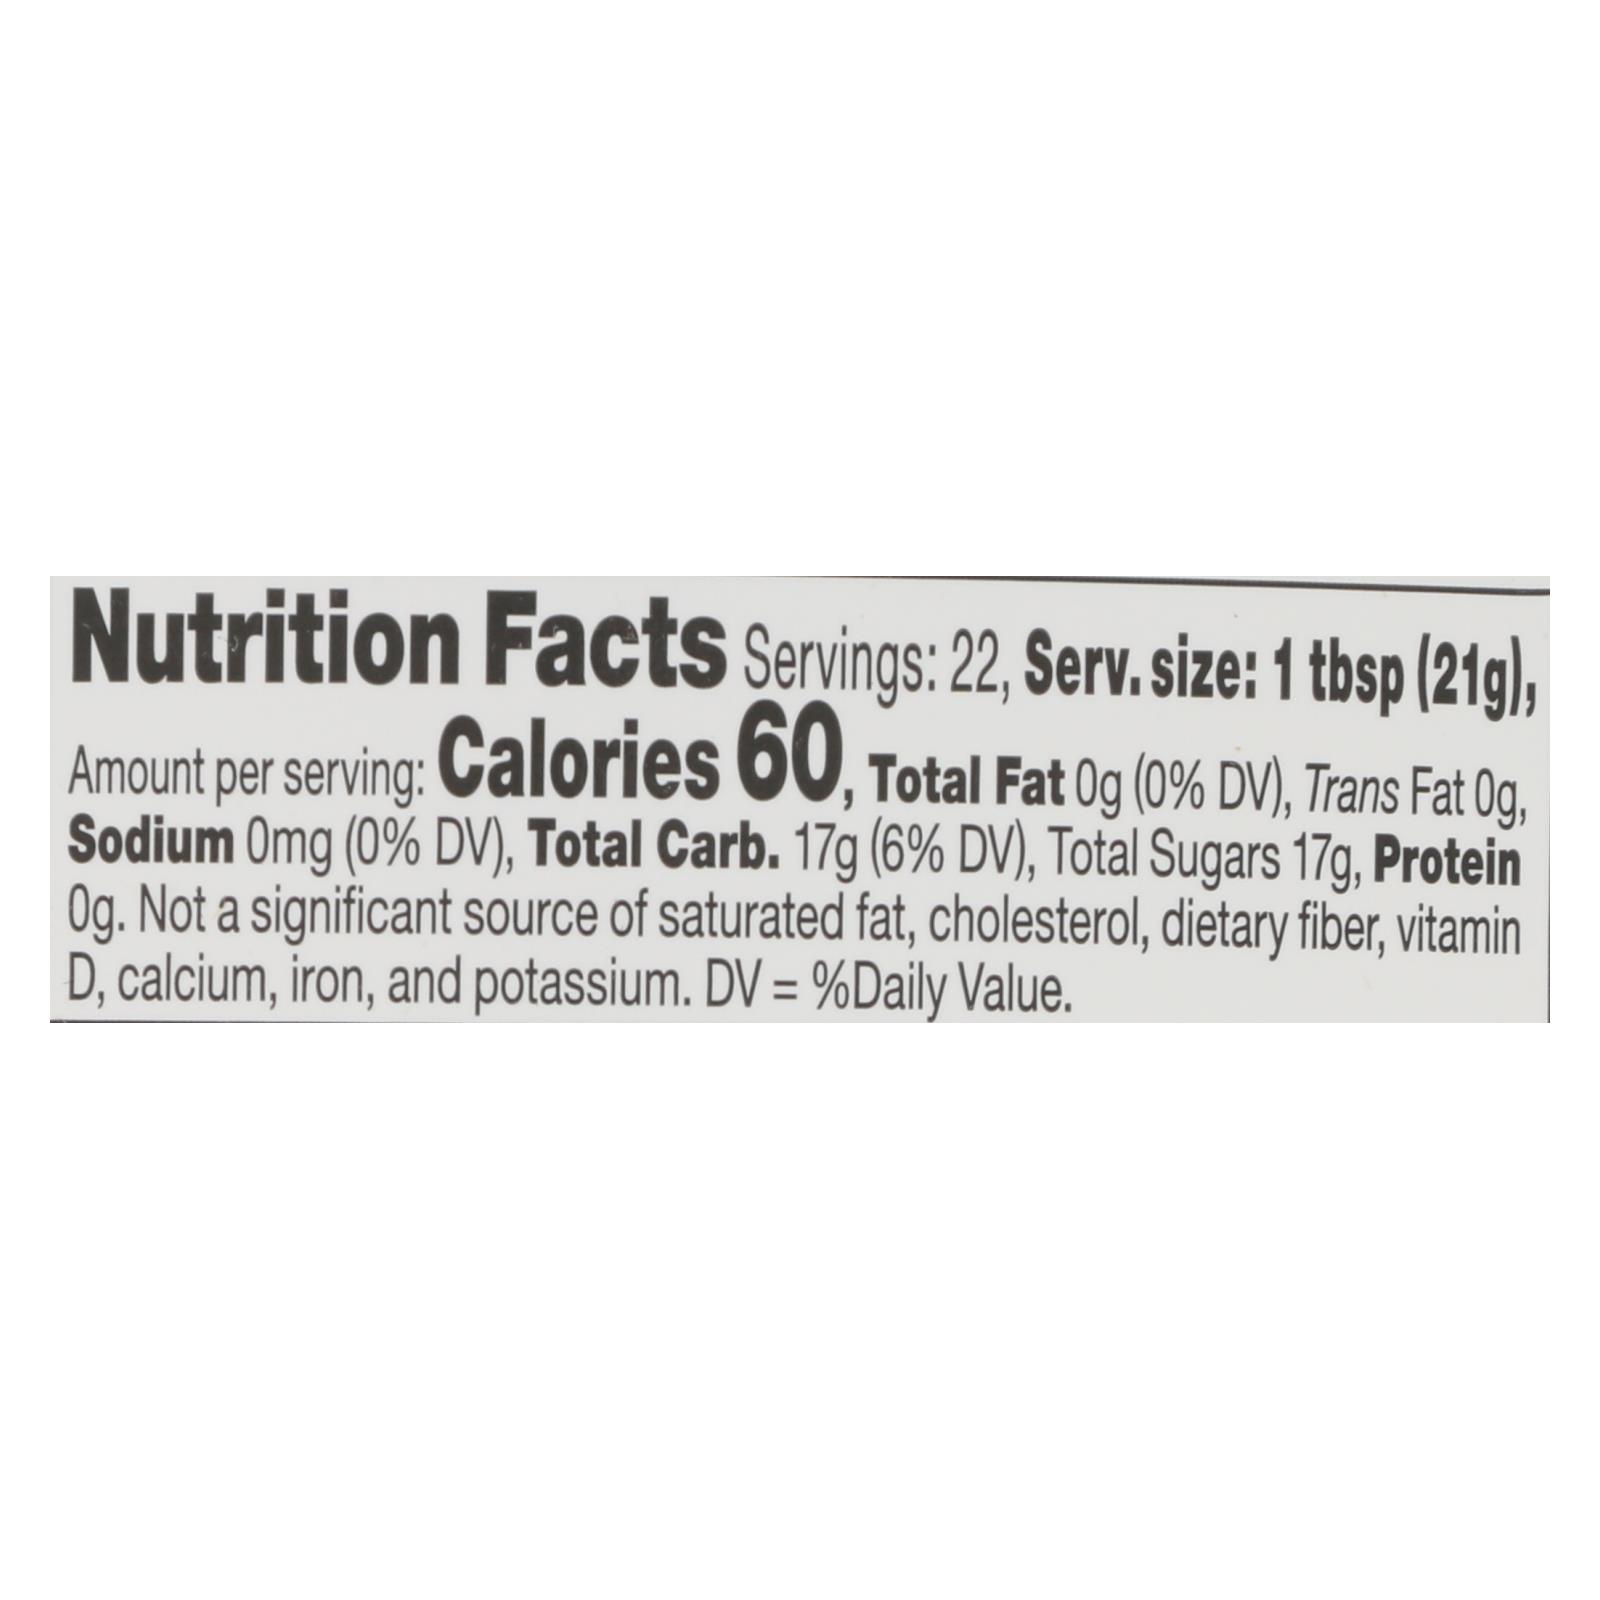 Nutrition Facts Servings: 22, Serv. size: 1 tbsp (21g),
Amount per serving: Calories 60, Total Fat 0g (0% DV), Trans Fat 0g,
Sodium 0mg (0% DV), Total Carb. 17g (6% DV), Total Sugars 17g, Protein
0g. Not a significant source of saturated fat, cholesterol, dietary fiber, vitamin
D, calcium, iron, and potassium. DV = %Daily Value.